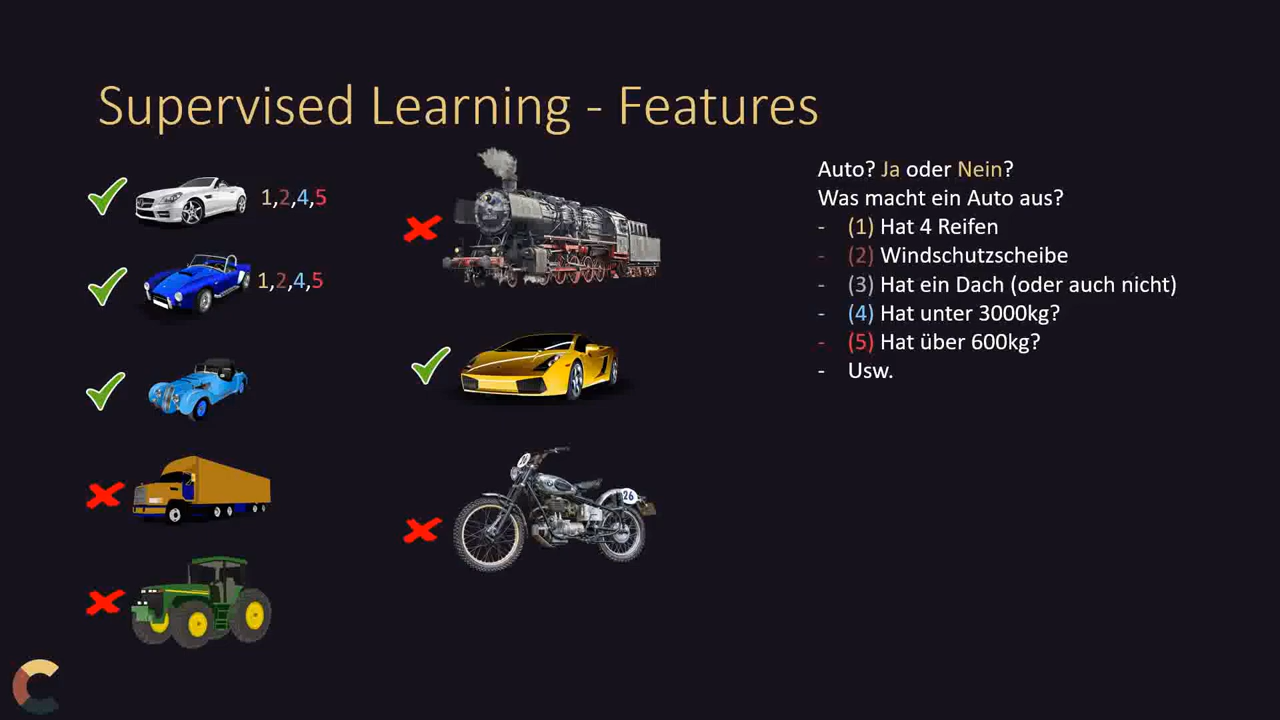 Supervised Learning - Features
1,2,4,5
1,2,4,5
Auto? Ja oder Nein?
Was macht ein Auto aus?
- (1) Hat 4 Reifen
- (2) Windschutzscheibe
- (3) Hat ein Dach (oder auch nicht)
- (4) Hat unter 3000kg?
- (5) Hat über 600kg?
- Usw.
26